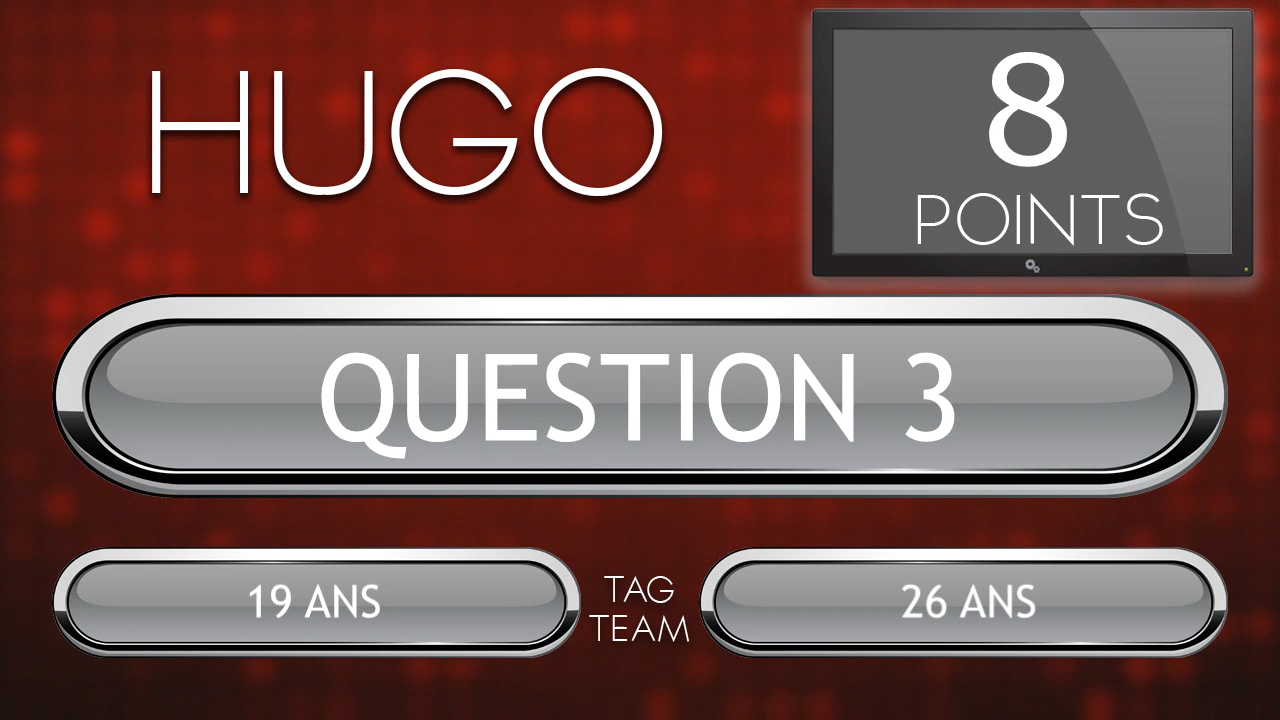 HUGO
8
POINTS
QUESTION 3
19 ANS
TAG
TEAM
26 ANS